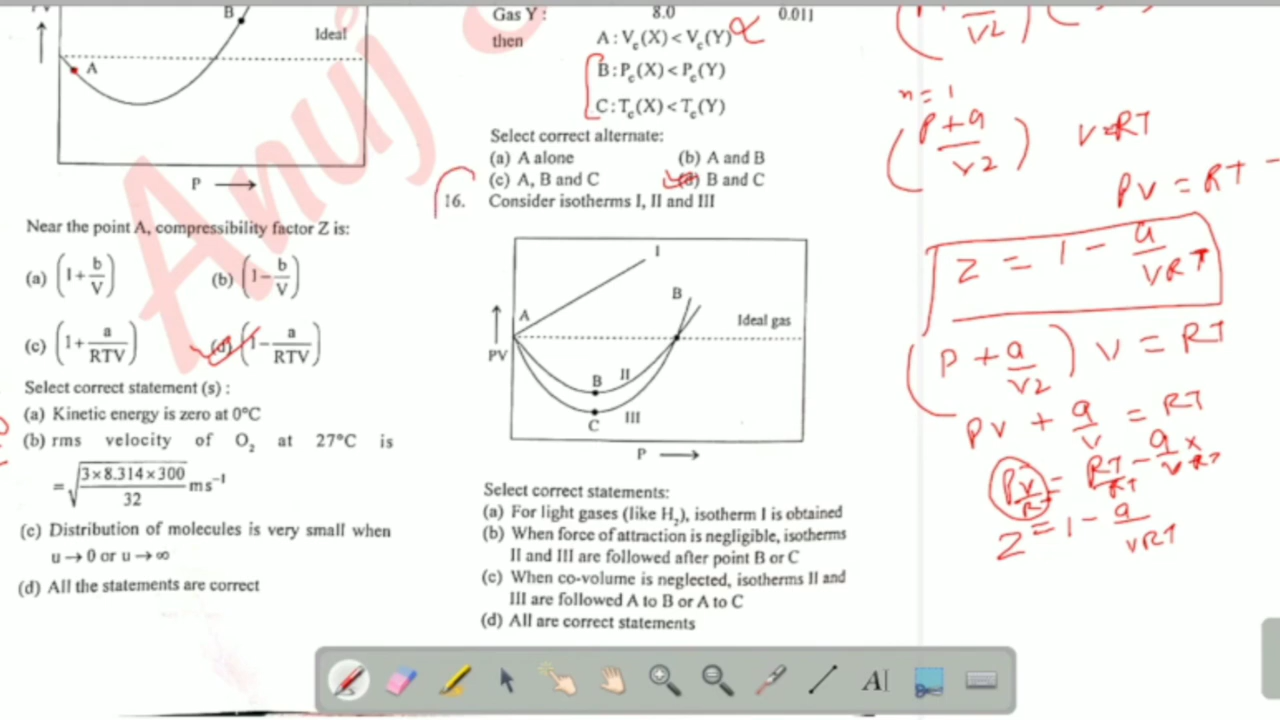 PV
B
Ideal
A
P
Near the point A, compressibility factor Z is:
(a) (1+b/V) (b) (1−b/V)
(c) (1+a/RTV) (d) (1−a/RTV)
Select correct statement (s) :
(a) Kinetic energy is zero at 0°C
(b) rms velocity of O₂ at 27°C is
=√(3×8.314×300/32) ms⁻¹
(c) Distribution of molecules is very small when
u→0 or u→∞
(d) All the statements are correct
Anuj
Gas Y : 8.0 0.011
then A : V꜀(X) < V꜀(Y)
B : P꜀(X) < P꜀(Y)
C : T꜀(X) < T꜀(Y)
Select correct alternate:
(a) A alone (b) A and B
(c) A, B and C (d) B and C
16. Consider isotherms I, II and III
I
B
A
Ideal gas
PV
B II
C III
P
Select correct statements:
(a) For light gases (like H₂), isotherm I is obtained
(b) When force of attraction is negligible, isotherms
II and III are followed after point B or C
(c) When co-volume is neglected, isotherms II and
III are followed A to B or A to C
(d) All are correct statements
V2
n = 1
(P+a/V2) V=RT
PV = RT −
Z = 1 − a/VRT
(P + a/V2) V = RT
PV + a/V = RT
PV/RT = RT/RT − a/V×RT
Z = 1 − a/VRT
A